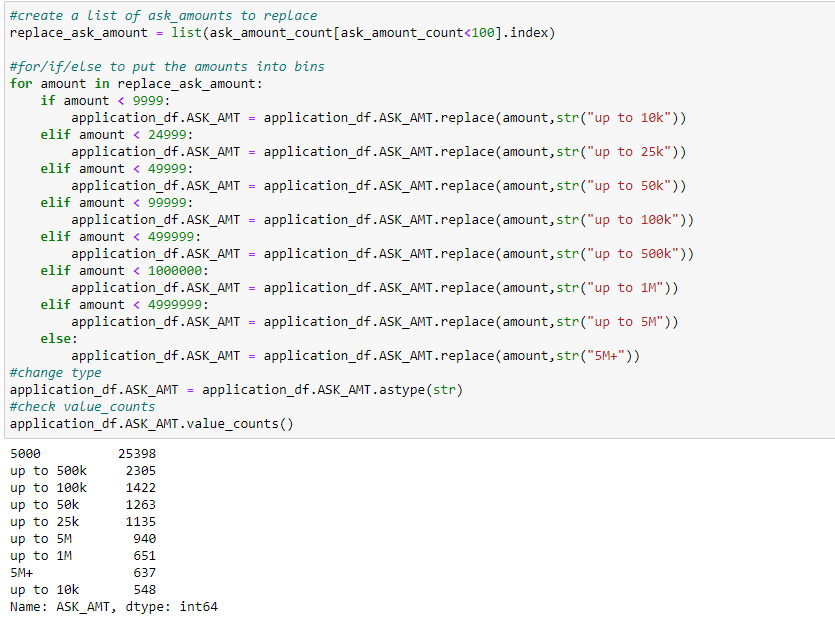 #create a list of ask_amounts to replace
replace_ask_amount = list(ask_amount_count[ask_amount_count<100].index)

#for/if/else to put the amounts into bins
for amount in replace_ask_amount:
    if amount < 9999:
        application_df.ASK_AMT = application_df.ASK_AMT.replace(amount,str("up to 10k"))
    elif amount < 24999:
        application_df.ASK_AMT = application_df.ASK_AMT.replace(amount,str("up to 25k"))
    elif amount < 49999:
        application_df.ASK_AMT = application_df.ASK_AMT.replace(amount,str("up to 50k"))
    elif amount < 99999:
        application_df.ASK_AMT = application_df.ASK_AMT.replace(amount,str("up to 100k"))
    elif amount < 499999:
        application_df.ASK_AMT = application_df.ASK_AMT.replace(amount,str("up to 500k"))
    elif amount < 1000000:
        application_df.ASK_AMT = application_df.ASK_AMT.replace(amount,str("up to 1M"))
    elif amount < 4999999:
        application_df.ASK_AMT = application_df.ASK_AMT.replace(amount,str("up to 5M"))
    else:
        application_df.ASK_AMT = application_df.ASK_AMT.replace(amount,str("5M+"))
#change type
application_df.ASK_AMT = application_df.ASK_AMT.astype(str)
#check value_counts
application_df.ASK_AMT.value_counts()
5000          25398
up to 500k     2305
up to 100k     1422
up to 50k      1263
up to 25k      1135
up to 5M        940
up to 1M        651
5M+             637
up to 10k       548
Name: ASK_AMT, dtype: int64